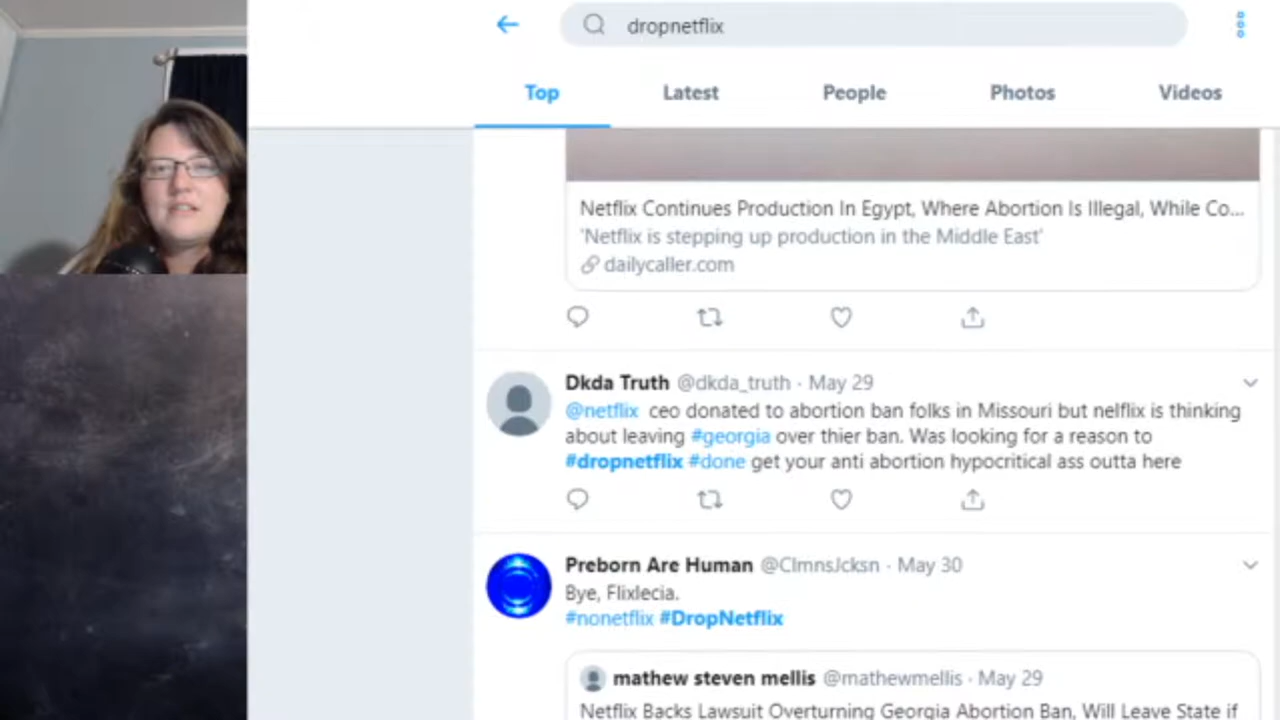 dropnetflix
Top Latest People Photos Videos
Netflix Continues Production In Egypt, Where Abortion Is Illegal, While Co...
'Netflix is stepping up production in the Middle East'
dailycaller.com
Dkda Truth @dkda_truth · May 29
@netflix ceo donated to abortion ban folks in Missouri but nelflix is thinking
about leaving #georgia over thier ban. Was looking for a reason to
#dropnetflix #done get your anti abortion hypocritical ass outta here
Preborn Are Human @ClmnsJcksn · May 30
Bye, Flixlecia.
#nonetflix #DropNetflix
mathew steven mellis @mathewmellis · May 29
Netflix Backs Lawsuit Overturning Georgia Abortion Ban, Will Leave State if